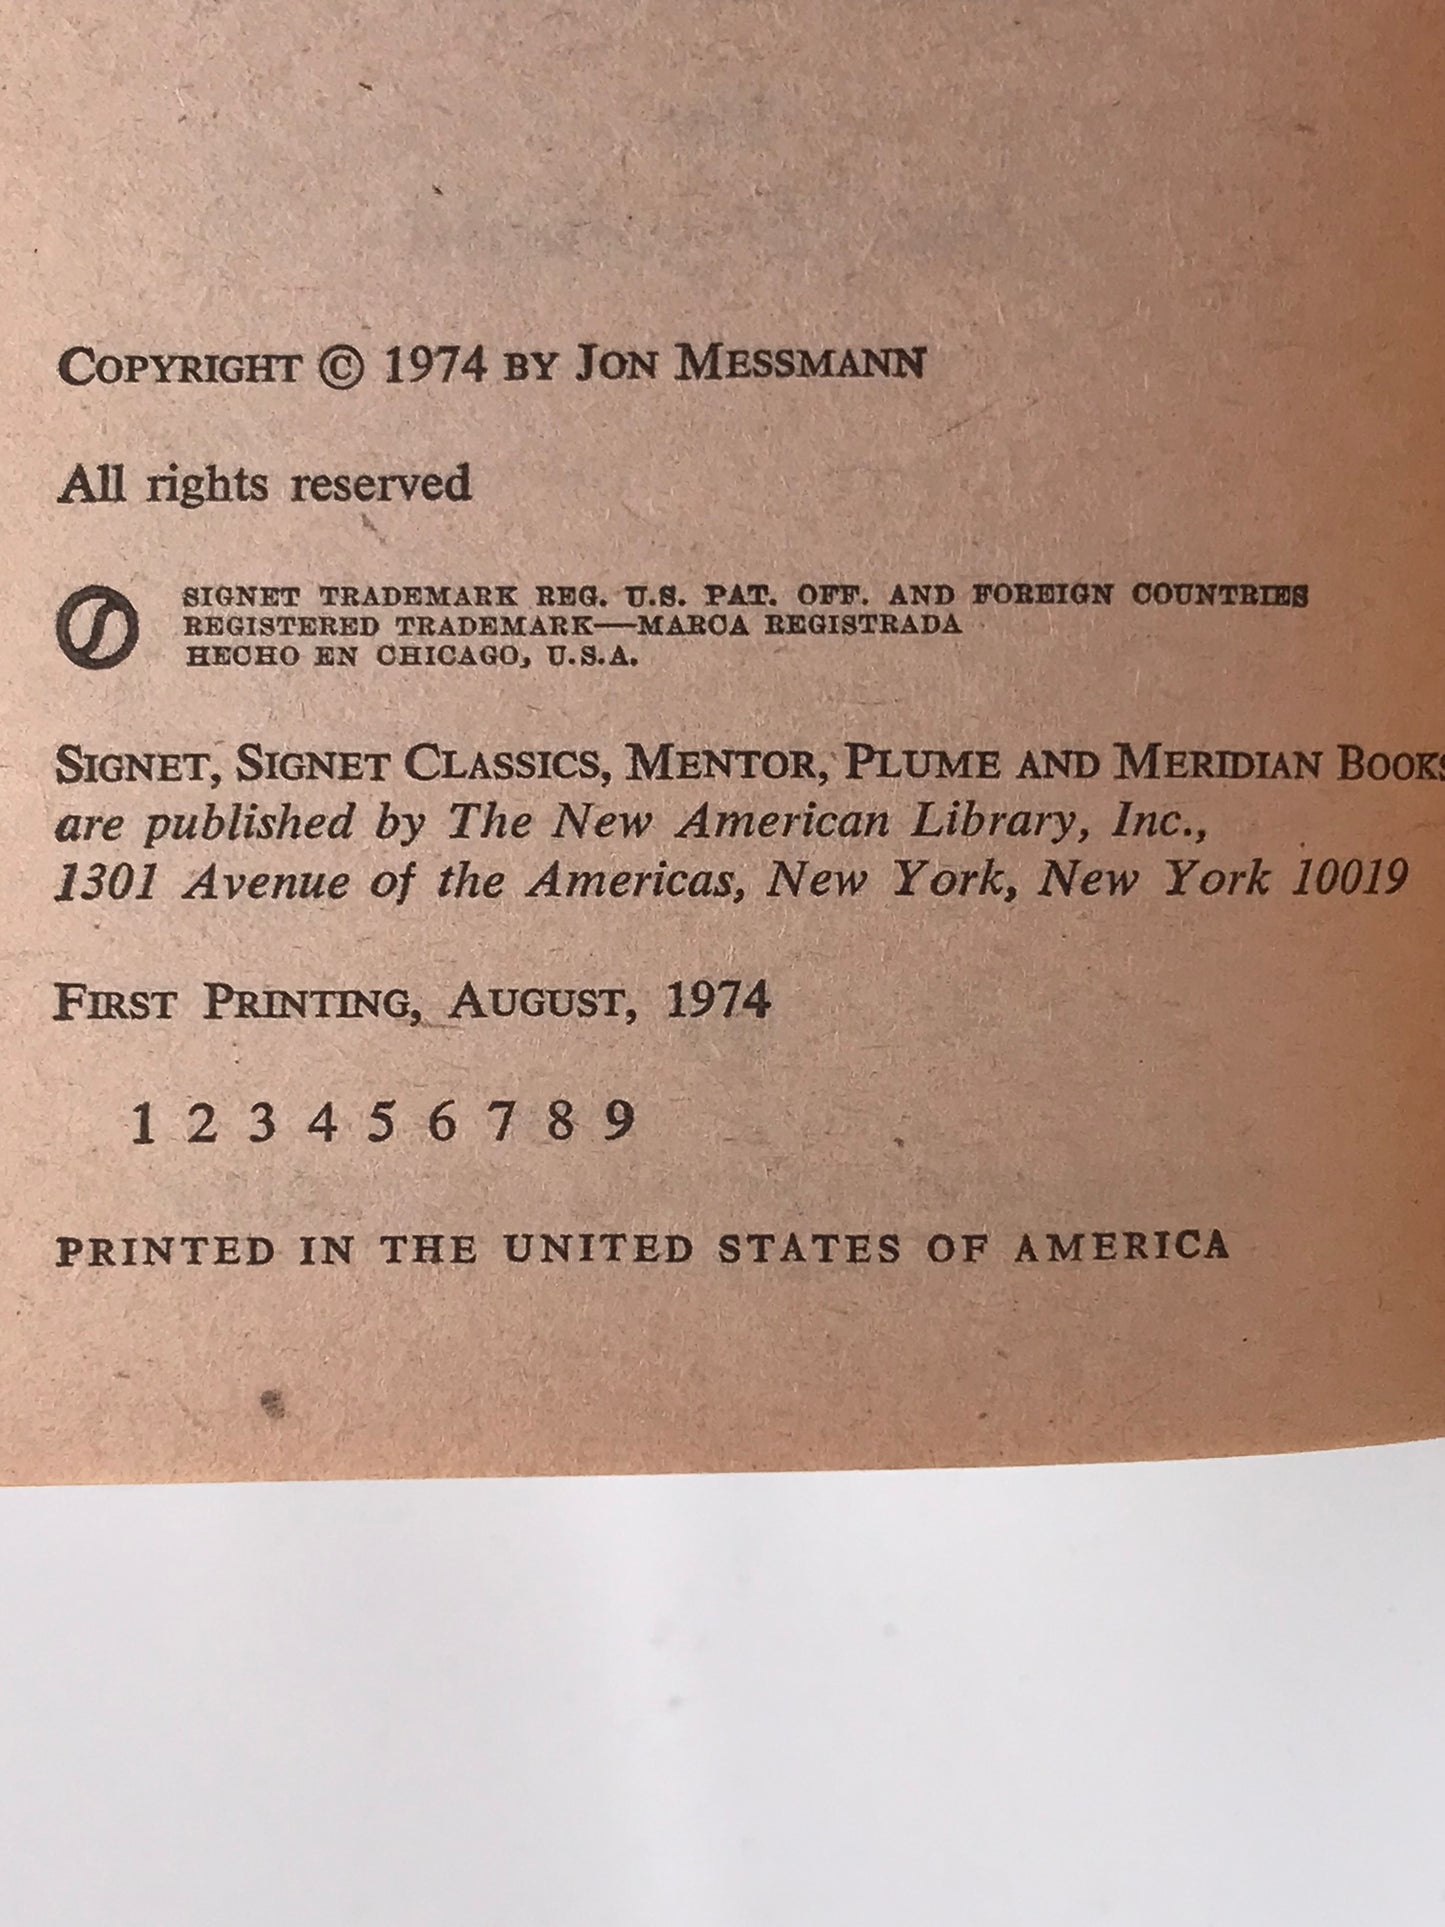 COPYRIGHT © 1974 BY JON MESSMANN
All rights reserved
SIGNET TRADEMARK REG. U.S. PAT. OFF. AND FOREIGN COUNTRIES
REGISTERED TRADEMARK—MARCA REGISTRADA
HECHO EN CHICAGO, U.S.A.
SIGNET, SIGNET CLASSICS, MENTOR, PLUME AND MERIDIAN BOOKS
are published by The New American Library, Inc.,
1301 Avenue of the Americas, New York, New York 10019
FIRST PRINTING, AUGUST, 1974
1 2 3 4 5 6 7 8 9
PRINTED IN THE UNITED STATES OF AMERICA